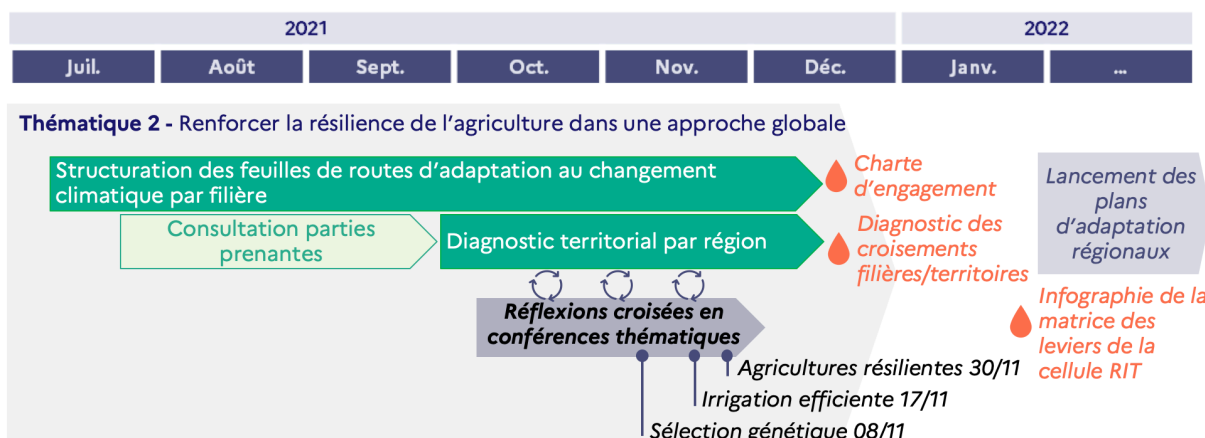 2021
2022
Juil.
Août
Sept.
Oct.
Nov.
Déc.
Janv.
...
Thématique 2 - Renforcer la résilience de l'agriculture dans une approche globale
Structuration des feuilles de routes d'adaptation au changement
climatique par filière
Charte
d'engagement
Consultation parties
prenantes
Diagnostic territorial par région
Diagnostic des
croisements
filières/territoires
Lancement des
plans
d'adaptation
régionaux
Réflexions croisées en
conférences thématiques
Infographie de la
matrice des
leviers de la
cellule RIT
Agricultures résilientes 30/11
Irrigation efficiente 17/11
Sélection génétique 08/11